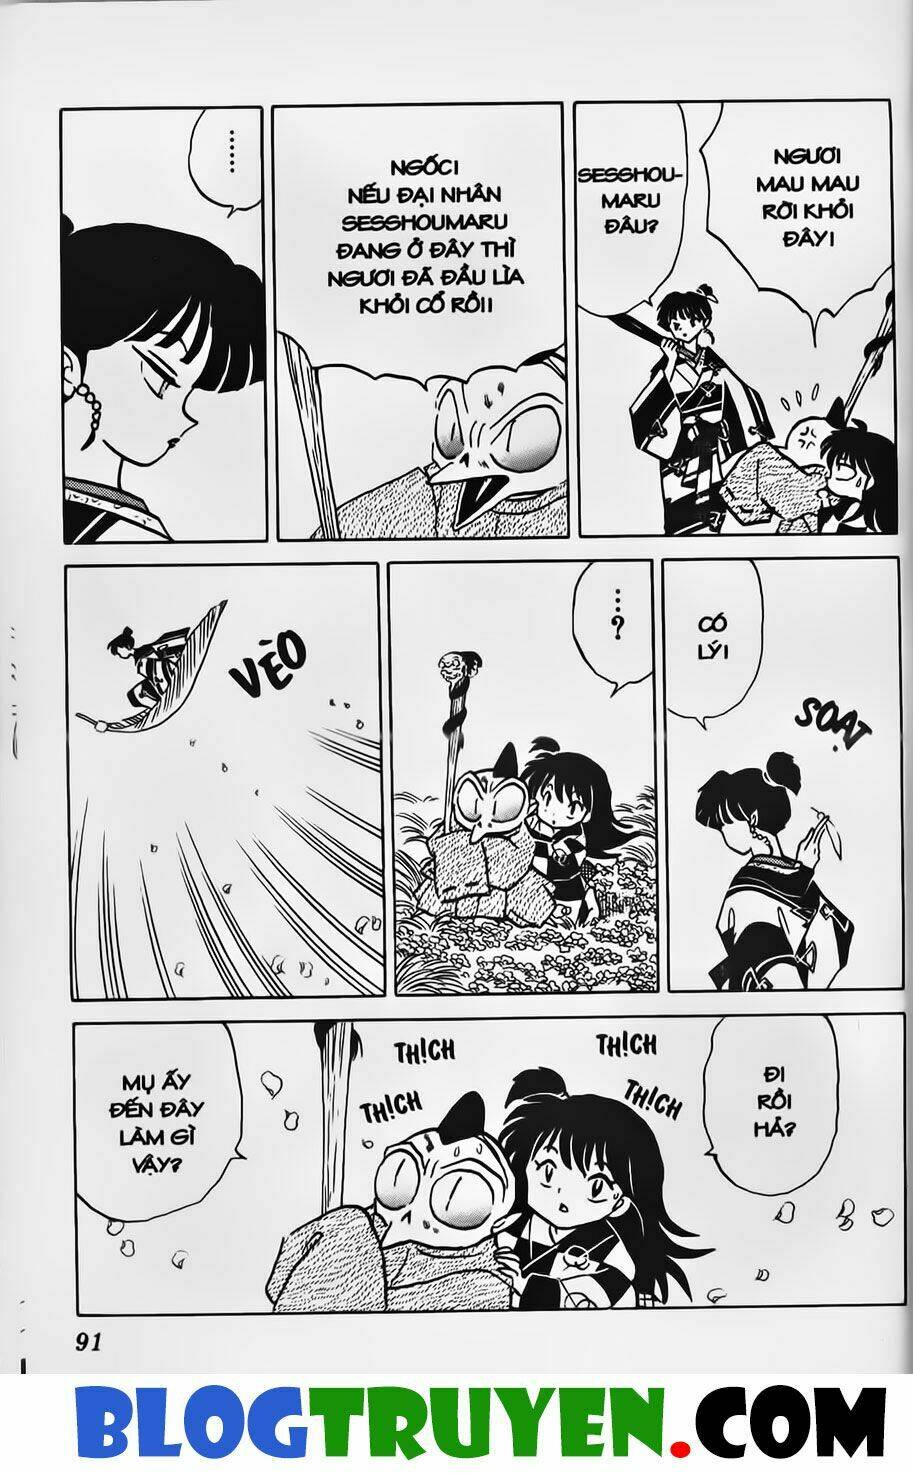 NGƯƠI
MAU MAU
RỜI KHỎI
ĐÂY!
SESSHOU-
MARU
ĐÂU?
NGỐC!
NẾU ĐẠI NHÂN
SESSHOUMARU
ĐANG Ở ĐÂY THÌ
NGƯƠI ĐÃ ĐẦU LÌA
KHỎI CỔ RỒI!
......
CÓ
LÝ!
SOẠT
....?
VÈO
ĐI
RỒI
HẢ?
THỊCH
THỊCH
THỊCH
THỊCH
MỤ ẤY
ĐẾN ĐÂY
LÀM GÌ
VẬY?
91
BLOGTRUYEN.COM